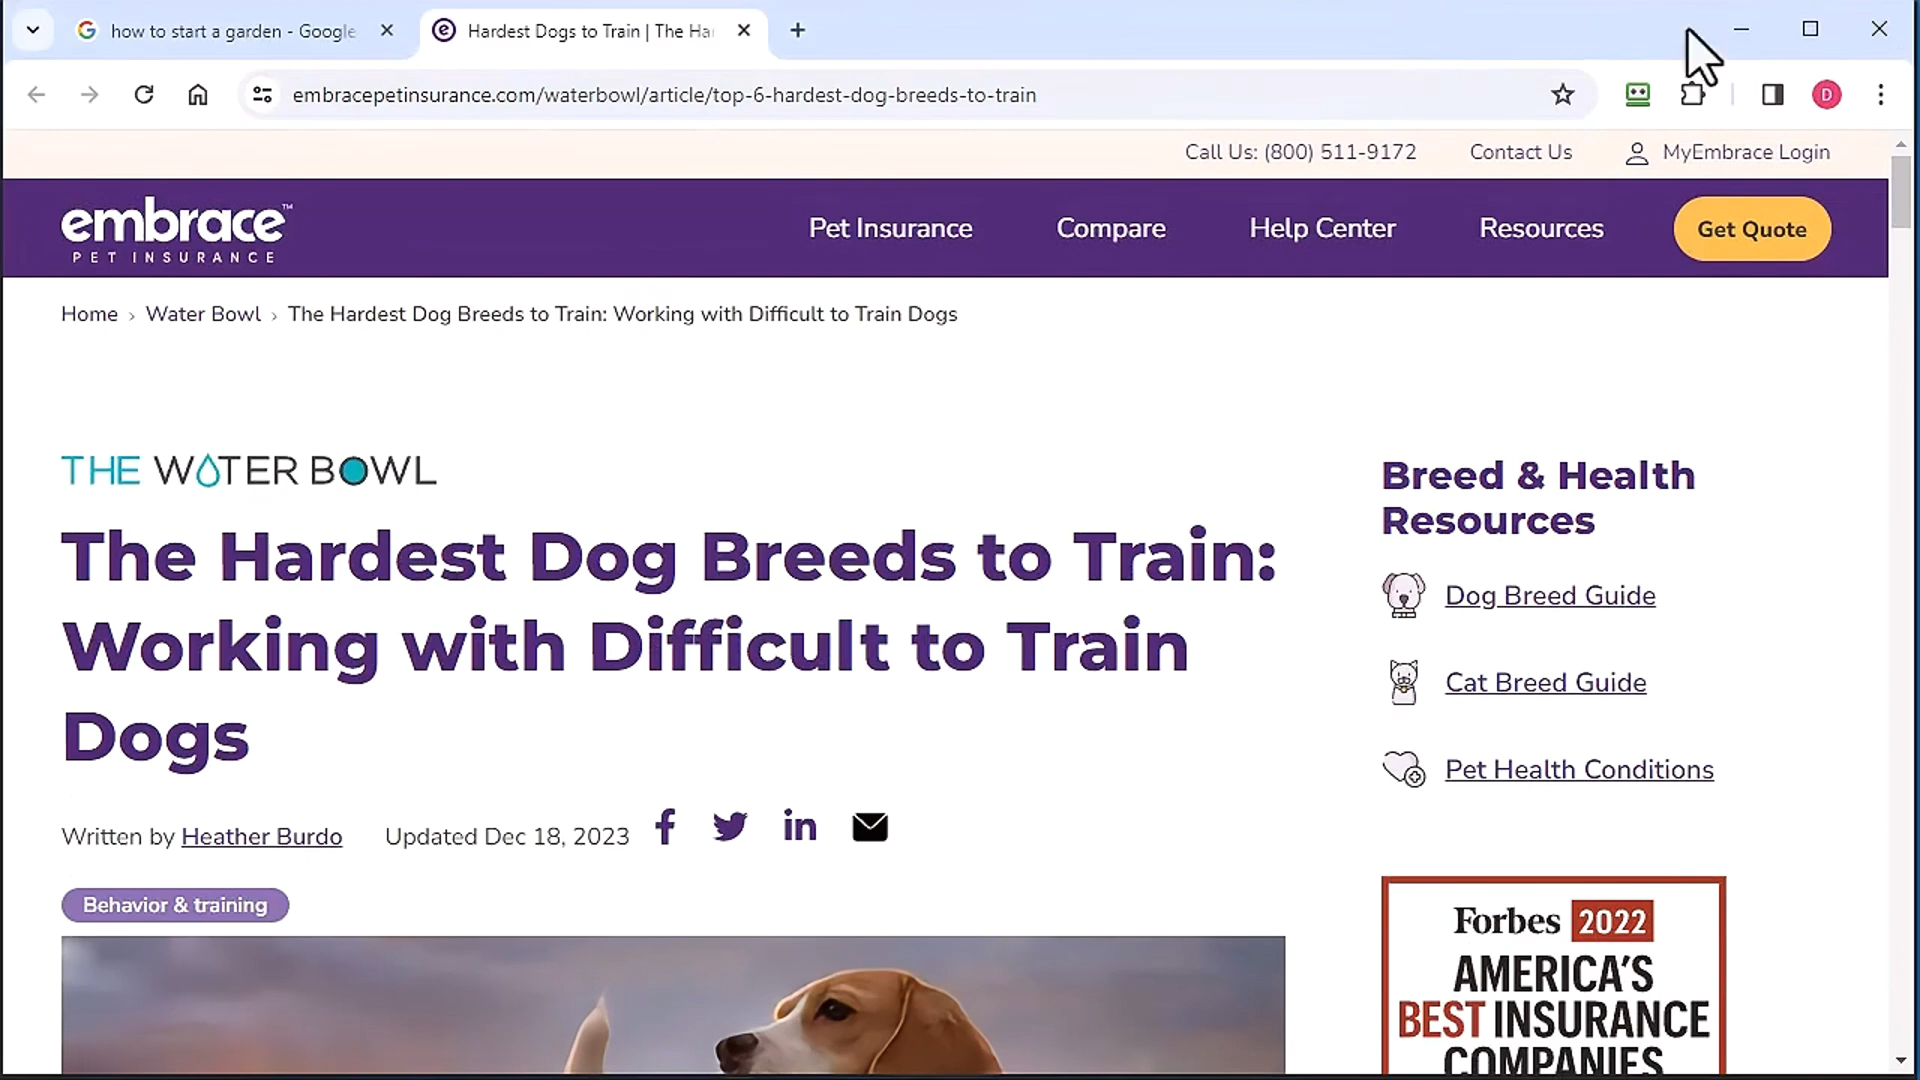 how to start a garden - Google
Hardest Dogs to Train | The Ha
embracepetinsurance.com/waterbowl/article/top-6-hardest-dog-breeds-to-train
D
Call Us: (800) 511-9172
Contact Us
MyEmbrace Login
embrace™
PET INSURANCE
Pet Insurance
Compare
Help Center
Resources
Get Quote
Home › Water Bowl › The Hardest Dog Breeds to Train: Working with Difficult to Train Dogs
THE WATER BOWL
The Hardest Dog Breeds to Train:
Working with Difficult to Train
Dogs
Written by Heather Burdo
Updated Dec 18, 2023
Behavior & training
Breed & Health
Resources
Dog Breed Guide
Cat Breed Guide
Pet Health Conditions
Forbes 2022
AMERICA'S
BEST INSURANCE
COMPANIES